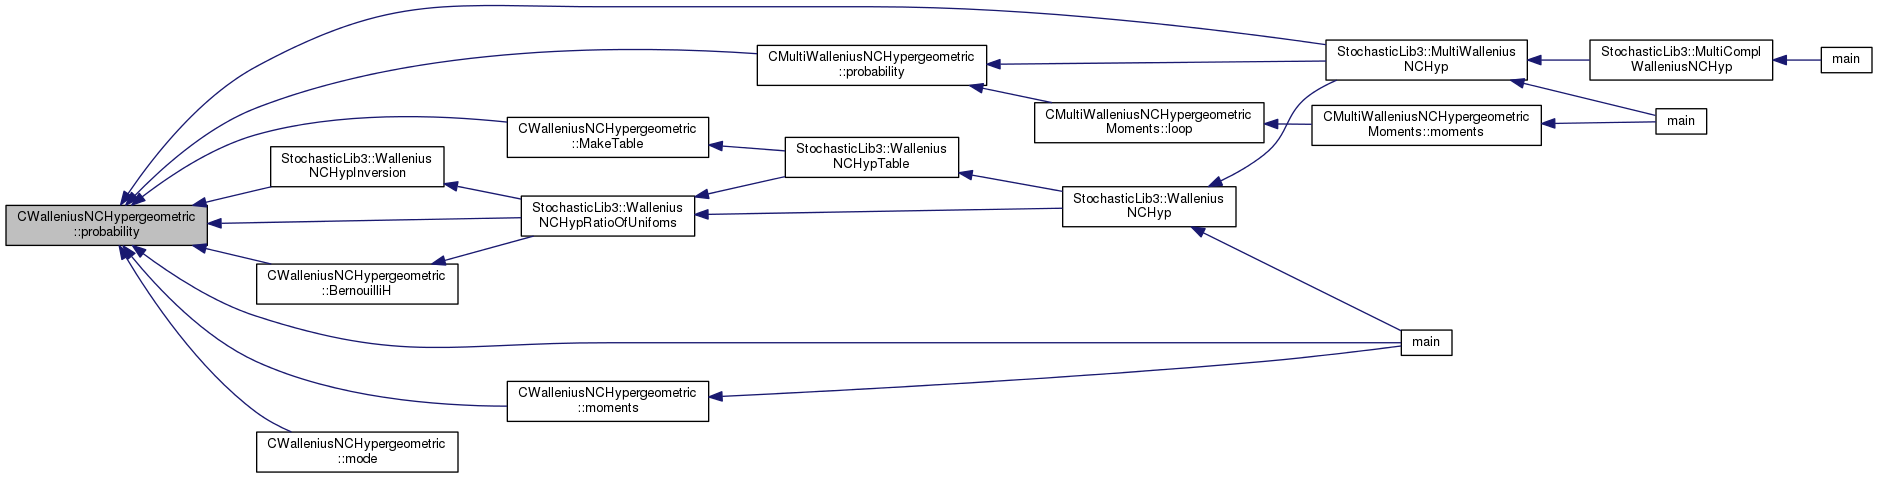 CWalleniusNCHypergeometric
::probability
StochasticLib3::MultiWallenius
NCHyp
StochasticLib3::MultiCompl
WalleniusNCHyp
main
CMultiWalleniusNCHypergeometric
::probability
CMultiWalleniusNCHypergeometric
Moments::loop
CMultiWalleniusNCHypergeometric
Moments::moments
main
CWalleniusNCHypergeometric
::MakeTable
StochasticLib3::Wallenius
NCHypTable
StochasticLib3::Wallenius
NCHypInversion
StochasticLib3::Wallenius
NCHypRatioOfUnifoms
StochasticLib3::Wallenius
NCHyp
CWalleniusNCHypergeometric
::BernouilliH
main
CWalleniusNCHypergeometric
::moments
CWalleniusNCHypergeometric
::mode